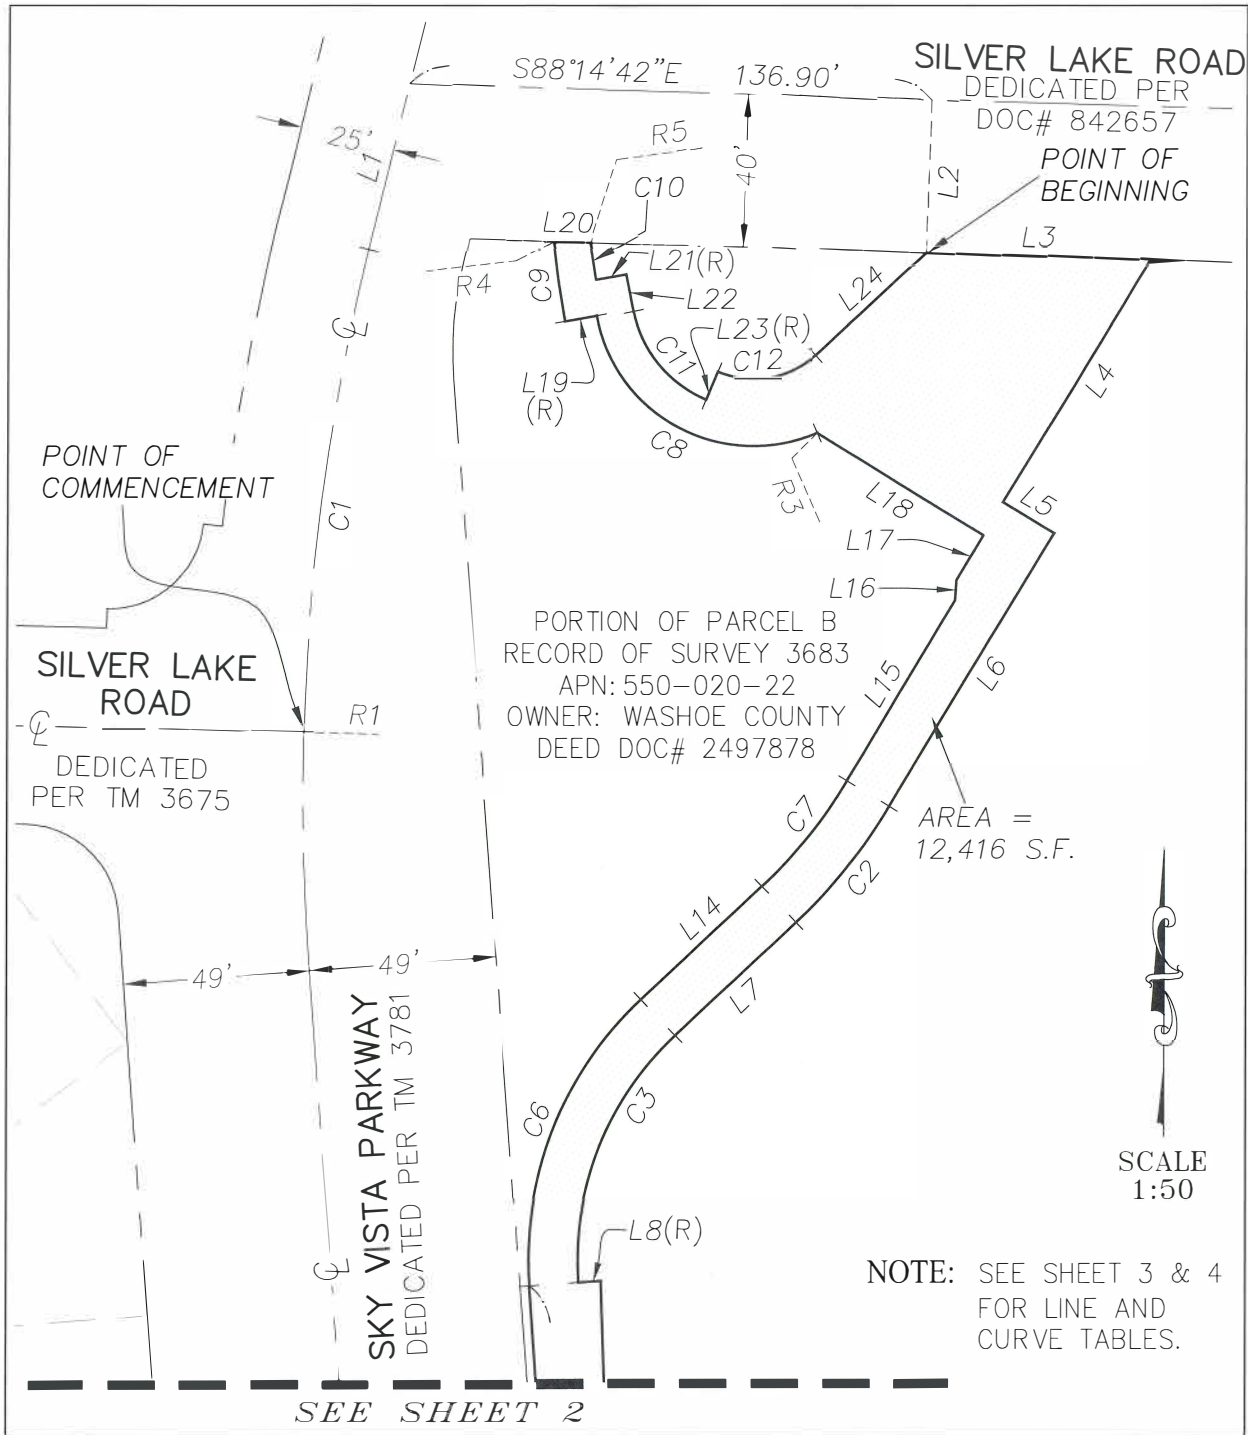 S88°14'42"E 136.90'
SILVER LAKE ROAD
DEDICATED PER
DOC# 842657
25'
L1
R5
40'
L2
POINT OF
BEGINNING
C10
L20
L21(R)
L3
R4
C9
L22
L24
L23(R)
C11
C12
L19
(R)
L4
C8
POINT OF
COMMENCEMENT
R3
L18
L5
C1
L17
L16
PORTION OF PARCEL B
RECORD OF SURVEY 3683
APN: 550-020-22
OWNER: WASHOE COUNTY
DEED DOC# 2497878
SILVER LAKE
ROAD
R1
L15
L6
DEDICATED
PER TM 3675
C7
AREA =
12,416 S.F.
C2
L14
49'
49'
L7
SKY VISTA PARKWAY
DEDICATED PER TM 3781
C6
C3
SCALE
1:50
L8(R)
NOTE: SEE SHEET 3 & 4
FOR LINE AND
CURVE TABLES.
SEE SHEET 2